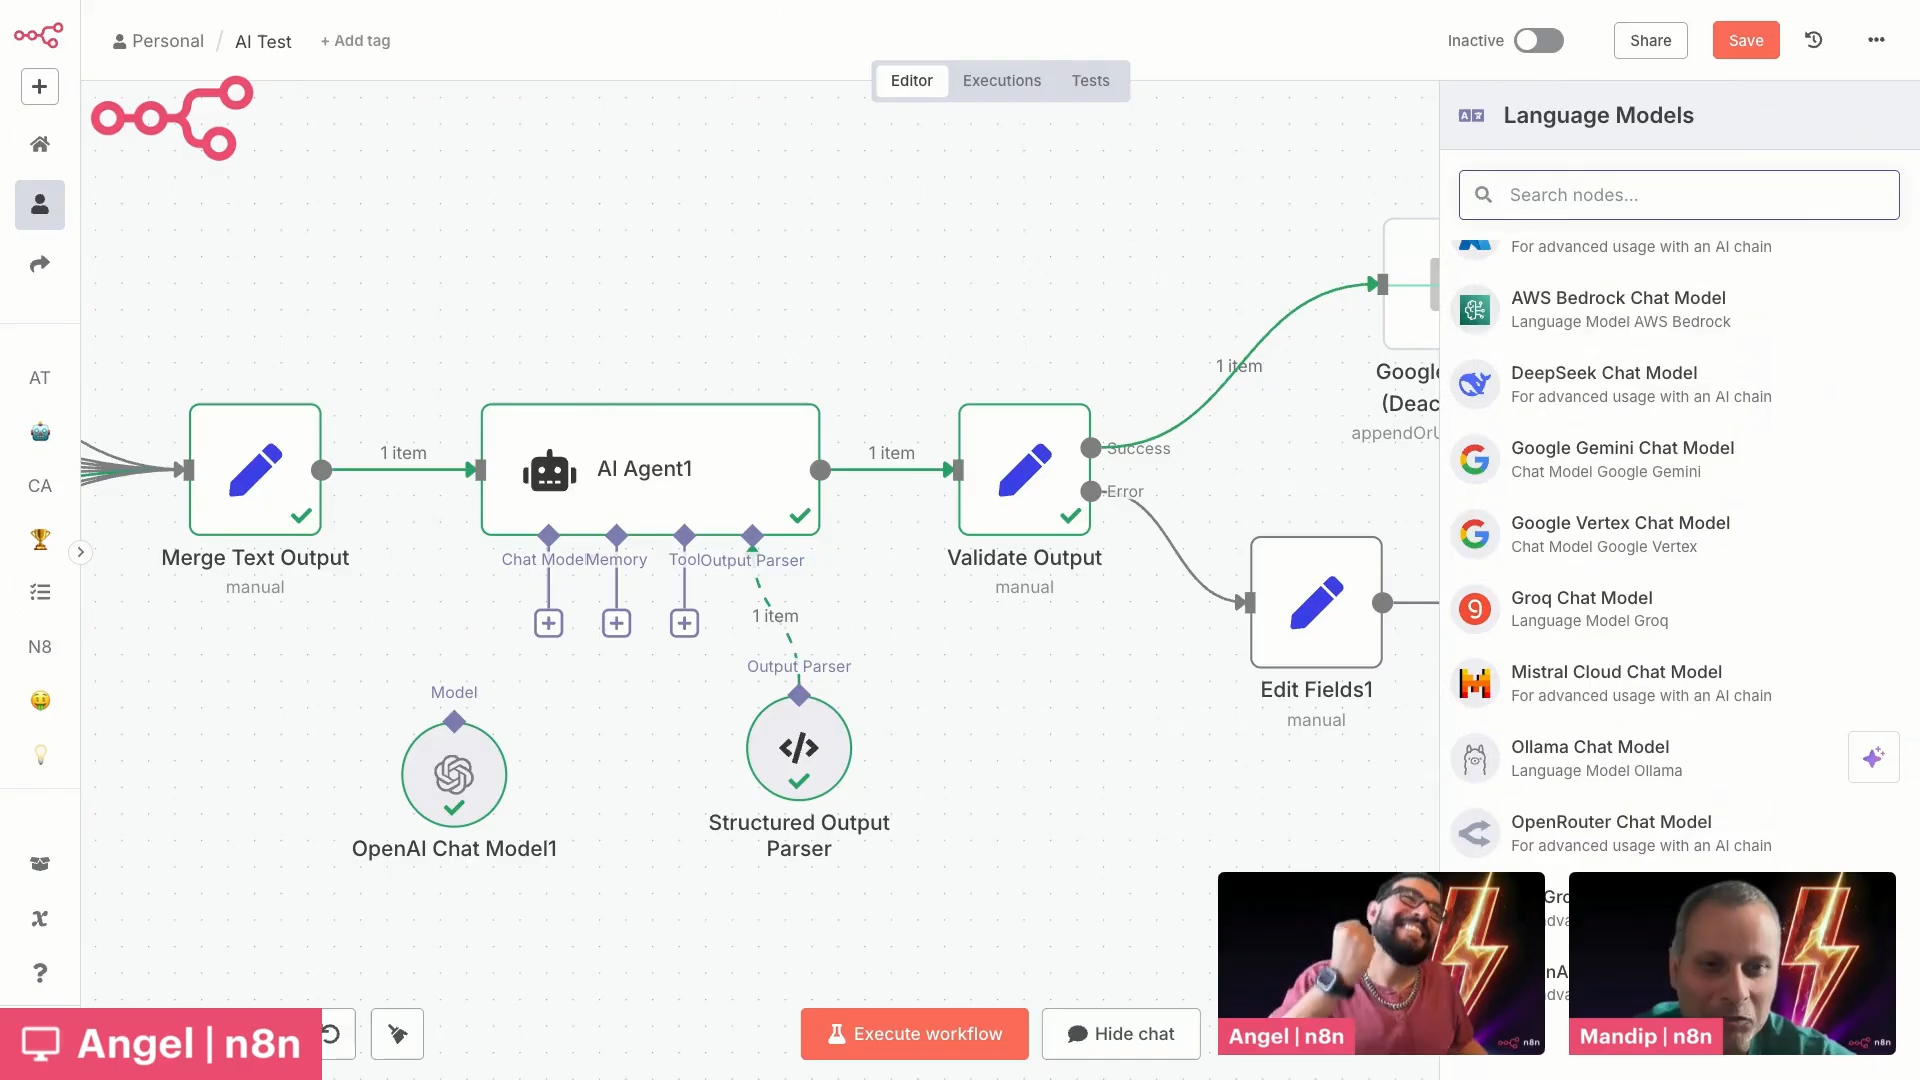 Personal / AI Test + Add tag
Inactive
Share
Save
Editor Executions Tests
Language Models
Search nodes...
For advanced usage with an AI chain
AWS Bedrock Chat Model
Language Model AWS Bedrock
DeepSeek Chat Model
For advanced usage with an AI chain
Google Gemini Chat Model
Chat Model Google Gemini
Google Vertex Chat Model
Chat Model Google Vertex
Groq Chat Model
Language Model Groq
Mistral Cloud Chat Model
For advanced usage with an AI chain
Ollama Chat Model
Language Model Ollama
OpenRouter Chat Model
For advanced usage with an AI chain
AT
CA
N8
Merge Text Output
manual
1 item
AI Agent1
Chat Model
Memory
Tool
Output Parser
1 item
Output Parser
Structured Output
Parser
Model
OpenAI Chat Model1
1 item
Validate Output
manual
Success
Error
1 item
Edit Fields1
manual
Google
(Deac
appendOrU
Execute workflow
Hide chat
Angel | n8n
Angel | n8n
n8n
Mandip | n8n
n8n